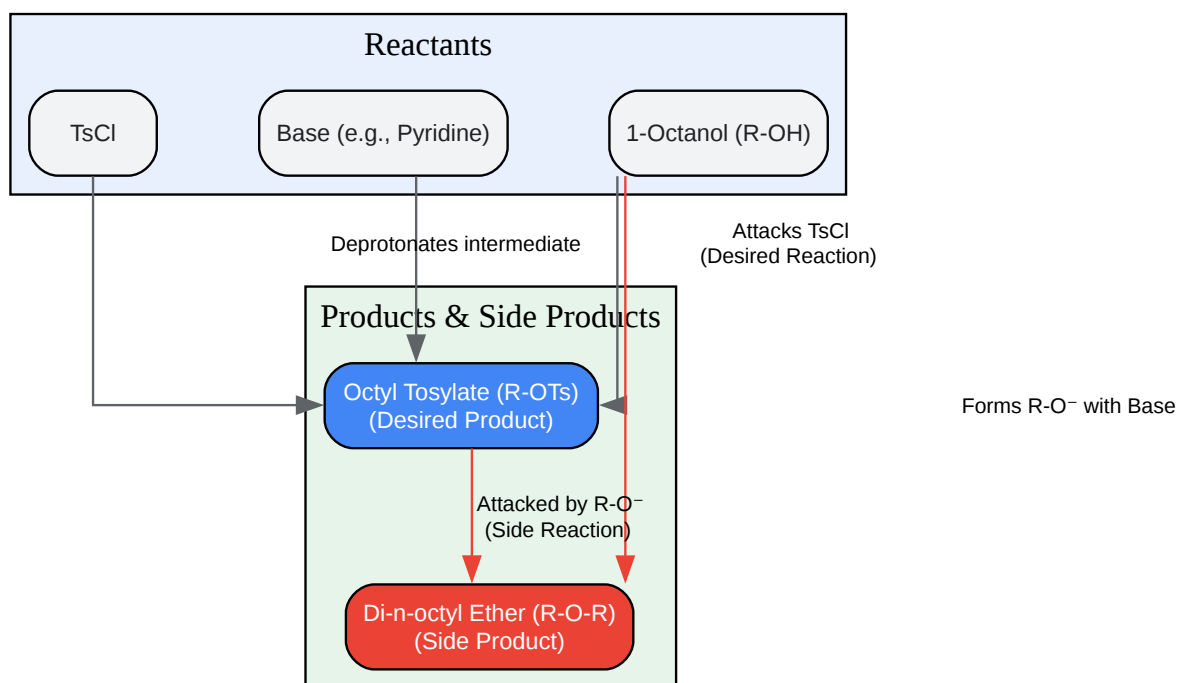 Reactants
TsCl
Base (e.g., Pyridine)
1-Octanol (R-OH)
Deprotonates intermediate
Attacks TsCl
(Desired Reaction)
Products & Side Products
Octyl Tosylate (R-OTs)
(Desired Product)
Forms R-O⁻ with Base
Attacked by R-O⁻
(Side Reaction)
Di-n-octyl Ether (R-O-R)
(Side Product)